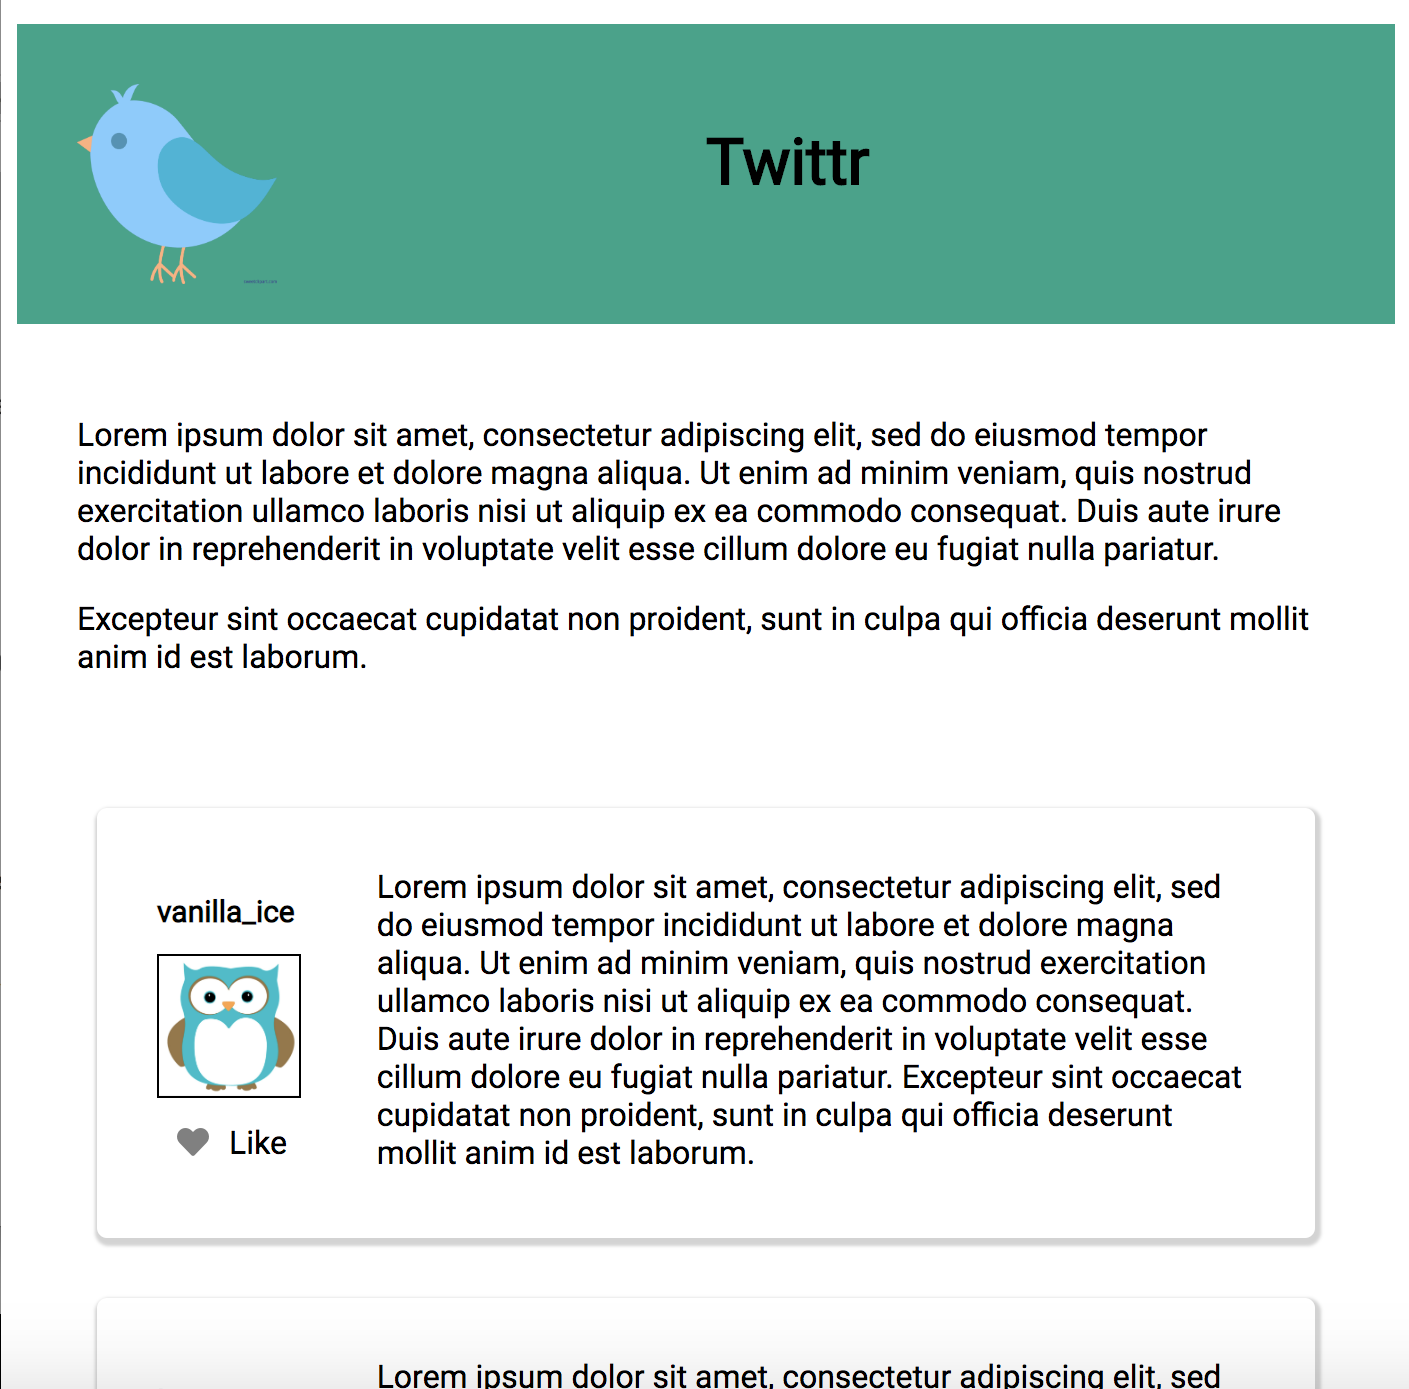 Twittr
Lorem ipsum dolor sit amet, consectetur adipiscing elit, sed do eiusmod tempor
incididunt ut labore et dolore magna aliqua. Ut enim ad minim veniam, quis nostrud
exercitation ullamco laboris nisi ut aliquip ex ea commodo consequat. Duis aute irure
dolor in reprehenderit in voluptate velit esse cillum dolore eu fugiat nulla pariatur.
Excepteur sint occaecat cupidatat non proident, sunt in culpa qui officia deserunt mollit
anim id est laborum.
vanilla_ice
Like
Lorem ipsum dolor sit amet, consectetur adipiscing elit, sed
do eiusmod tempor incididunt ut labore et dolore magna
aliqua. Ut enim ad minim veniam, quis nostrud exercitation
ullamco laboris nisi ut aliquip ex ea commodo consequat.
Duis aute irure dolor in reprehenderit in voluptate velit esse
cillum dolore eu fugiat nulla pariatur. Excepteur sint occaecat
cupidatat non proident, sunt in culpa qui officia deserunt
mollit anim id est laborum.
Lorem ipsum dolor sit amet, consectetur adipiscing elit, sed